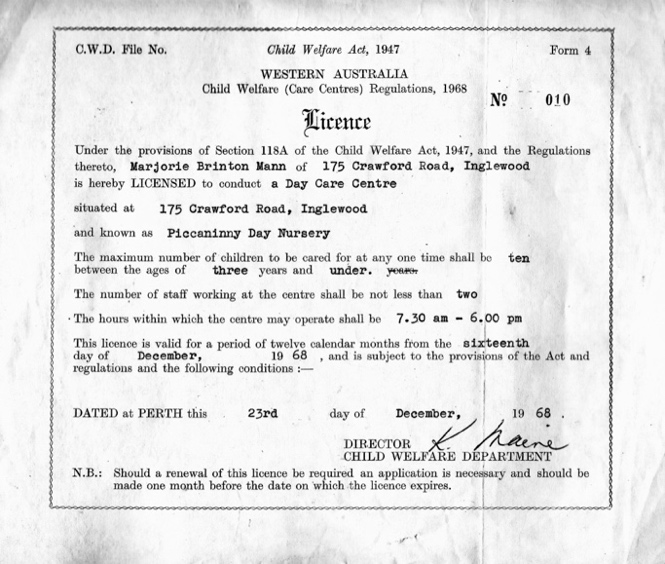 C.W.D. File No. Child Welfare Act, 1947 Form 4
WESTERN AUSTRALIA
Child Welfare (Care Centres) Regulations, 1968
No 010
Licence
Under the provisions of Section 118A of the Child Welfare Act, 1947, and the Regulations
thereto, Marjorie Brinton Mann of 175 Crawford Road, Inglewood
is hereby LICENSED to conduct a Day Care Centre
situated at 175 Crawford Road, Inglewood
and known as Piccaninny Day Nursery
The maximum number of children to be cared for at any one time shall be ten
between the ages of three years and under. years.
The number of staff working at the centre shall be not less than two
The hours within which the centre may operate shall be 7.30 am - 6.00 pm
This licence is valid for a period of twelve calendar months from the sixteenth
day of December, 19 68 , and is subject to the provisions of the Act and
regulations and the following conditions :—
DATED at PERTH this 23rd day of December, 19 68 .
DIRECTOR K. Maine
CHILD WELFARE DEPARTMENT
N.B.: Should a renewal of this licence be required an application is necessary and should be
made one month before the date on which the licence expires.